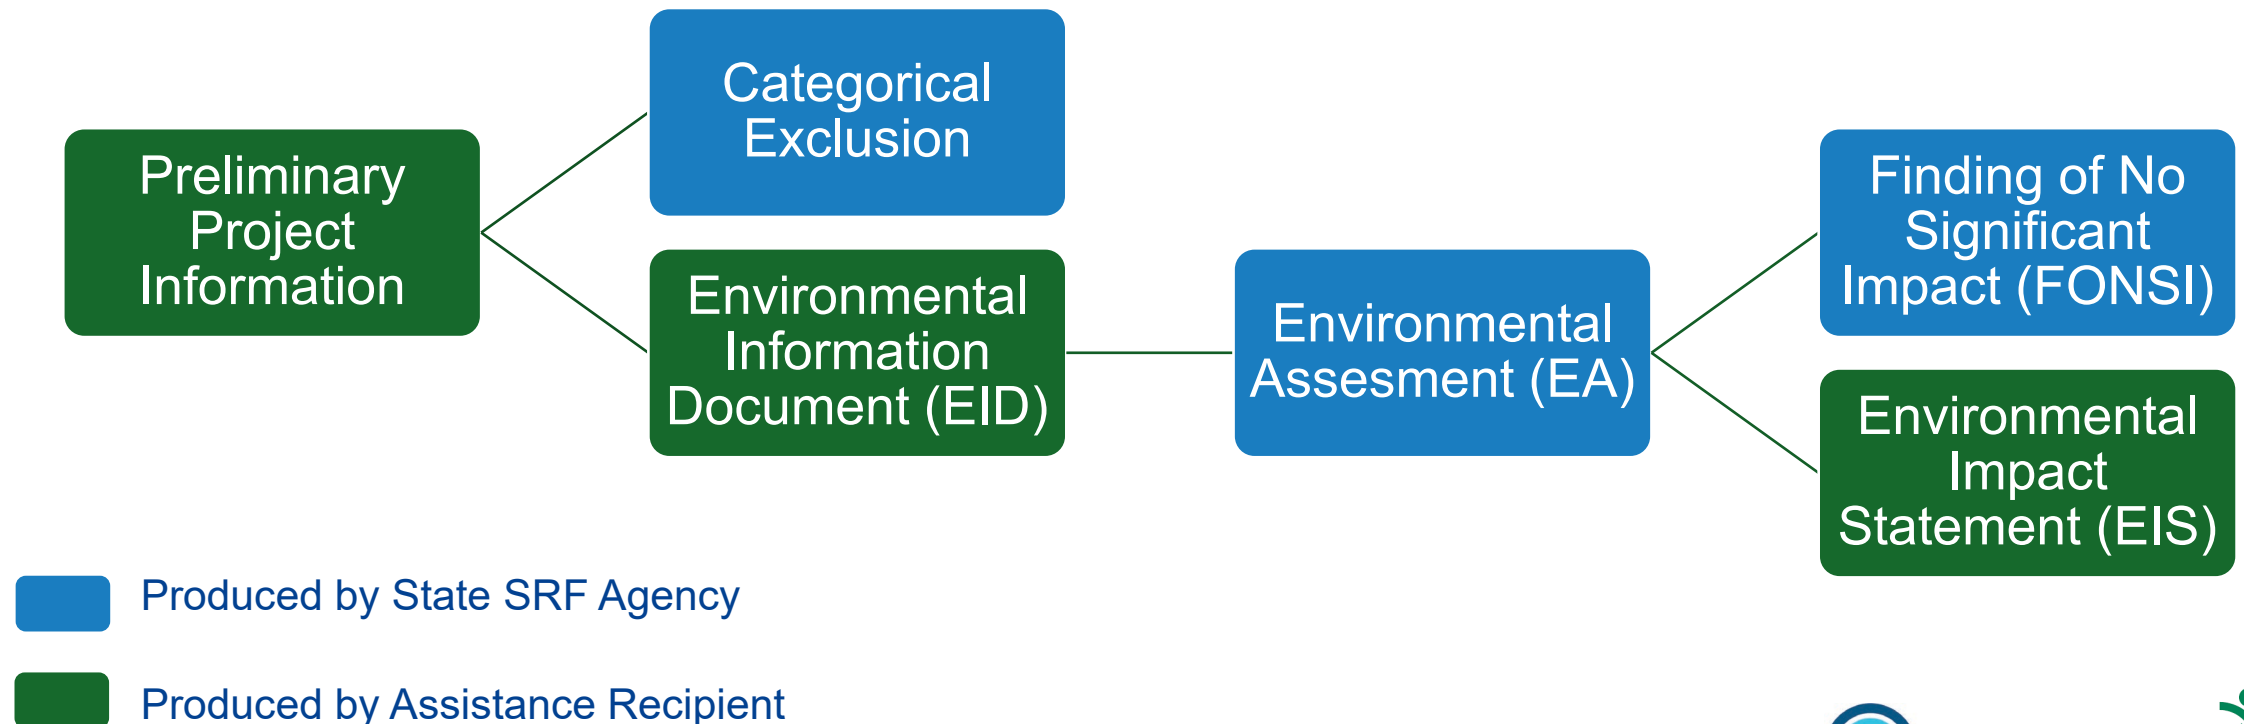 Preliminary
Project
Information
Categorical
Exclusion
Environmental
Information
Document (EID)
Environmental
Assesment (EA)
Finding of No
Significant
Impact (FONSI)
Environmental
Impact
Statement (EIS)
Produced by State SRF Agency
Produced by Assistance Recipient